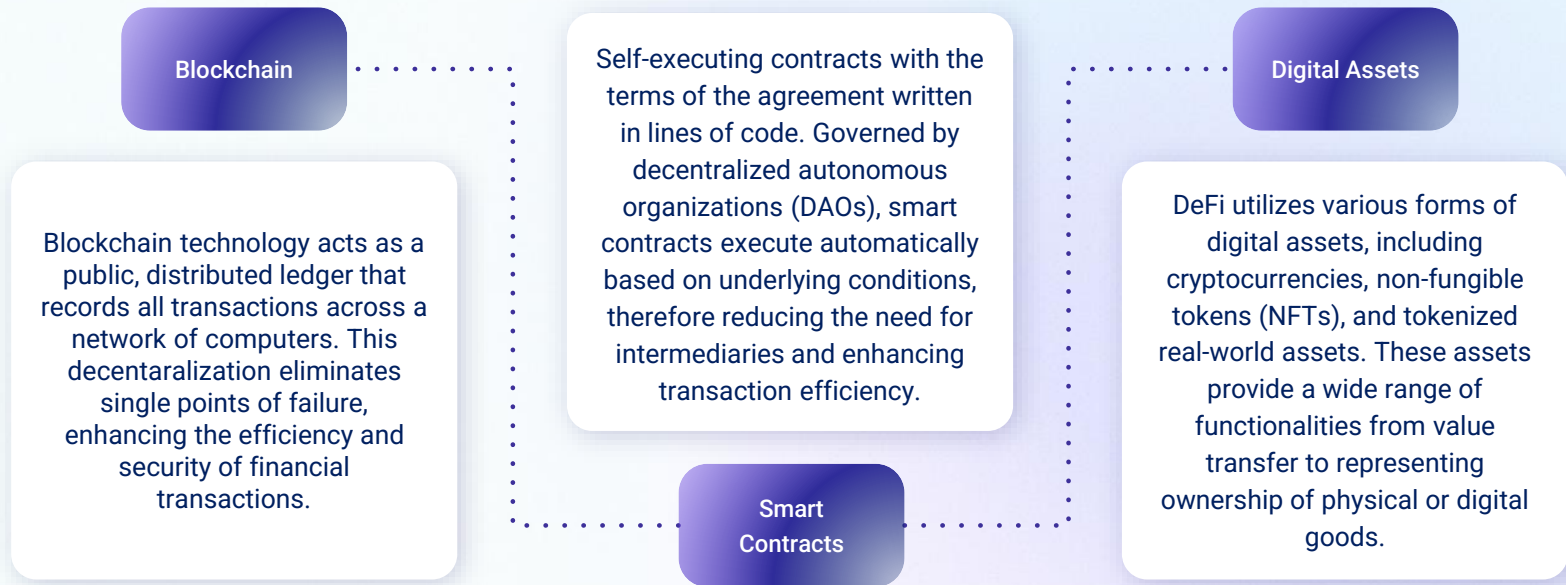 Blockchain
Blockchain technology acts as a
public, distributed ledger that
records all transactions across a
network of computers. This
decentaralization eliminates
single points of failure,
enhancing the efficiency and
security of financial
transactions.
Self-executing contracts with the
terms of the agreement written
in lines of code. Governed by
decentralized autonomous
organizations (DAOs), smart
contracts execute automatically
based on underlying conditions,
therefore reducing the need for
intermediaries and enhancing
transaction efficiency.
Smart
Contracts
Digital Assets
DeFi utilizes various forms of
digital assets, including
cryptocurrencies, non-fungible
tokens (NFTs), and tokenized
real-world assets. These assets
provide a wide range of
functionalities from value
transfer to representing
ownership of physical or digital
goods.